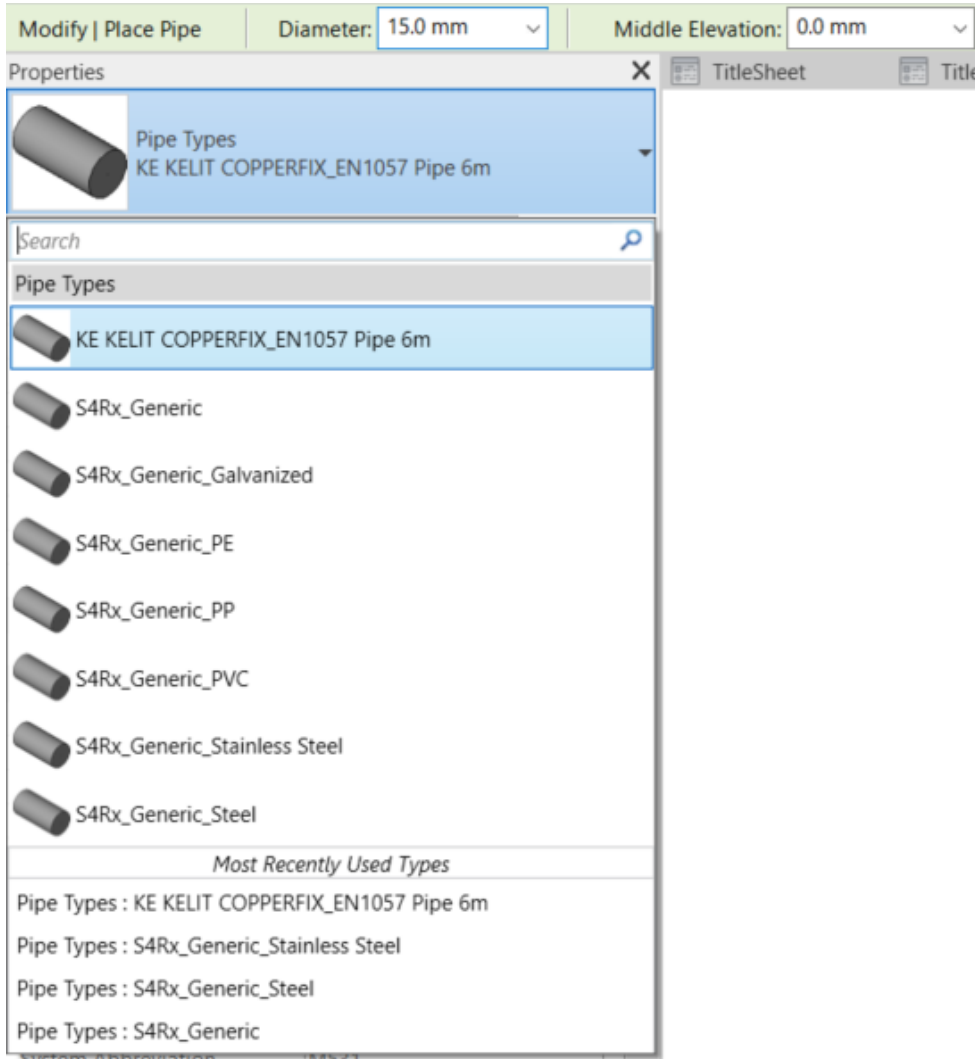 Modify | Place Pipe Diameter: 15.0 mm Middle Elevation: 0.0 mm
Properties
TitleSheet Title
Pipe Types
KE KELIT COPPERFIX_EN1057 Pipe 6m
Search
Pipe Types
KE KELIT COPPERFIX_EN1057 Pipe 6m
S4Rx_Generic
S4Rx_Generic_Galvanized
S4Rx_Generic_PE
S4Rx_Generic_PP
S4Rx_Generic_PVC
S4Rx_Generic_Stainless Steel
S4Rx_Generic_Steel
Most Recently Used Types
Pipe Types : KE KELIT COPPERFIX_EN1057 Pipe 6m
Pipe Types : S4Rx_Generic_Stainless Steel
Pipe Types : S4Rx_Generic_Steel
Pipe Types : S4Rx_Generic
System Abbreviation